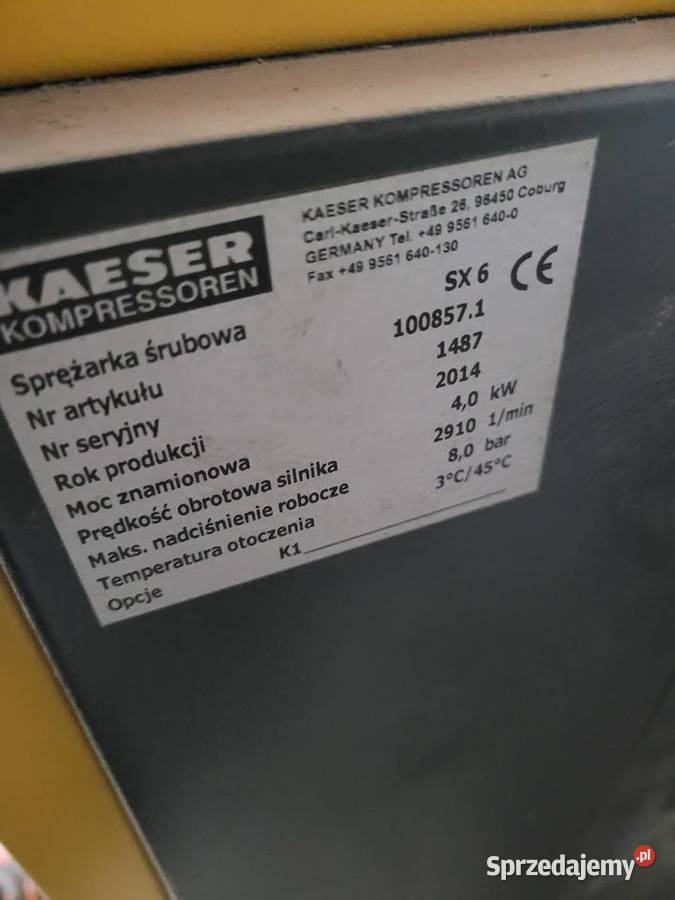 KAESER
KOMPRESSOREN
KAESER KOMPRESSOREN AG
Carl-Kaeser-Straße 26, 96450 Coburg
GERMANY Tel. +49 9561 640-0
Fax +49 9561 640-130
CE
Sprężarka śrubowa SX 6
Nr artykułu 100857.1
Nr seryjny 1487
Rok produkcji 2014
Moc znamionowa 4,0 kW
Prędkość obrotowa silnika 2910 1/min
Maks. nadciśnienie robocze 8,0 bar
Temperatura otoczenia 3°C/45°C
Opcje K1
Sprzedajemy.pl